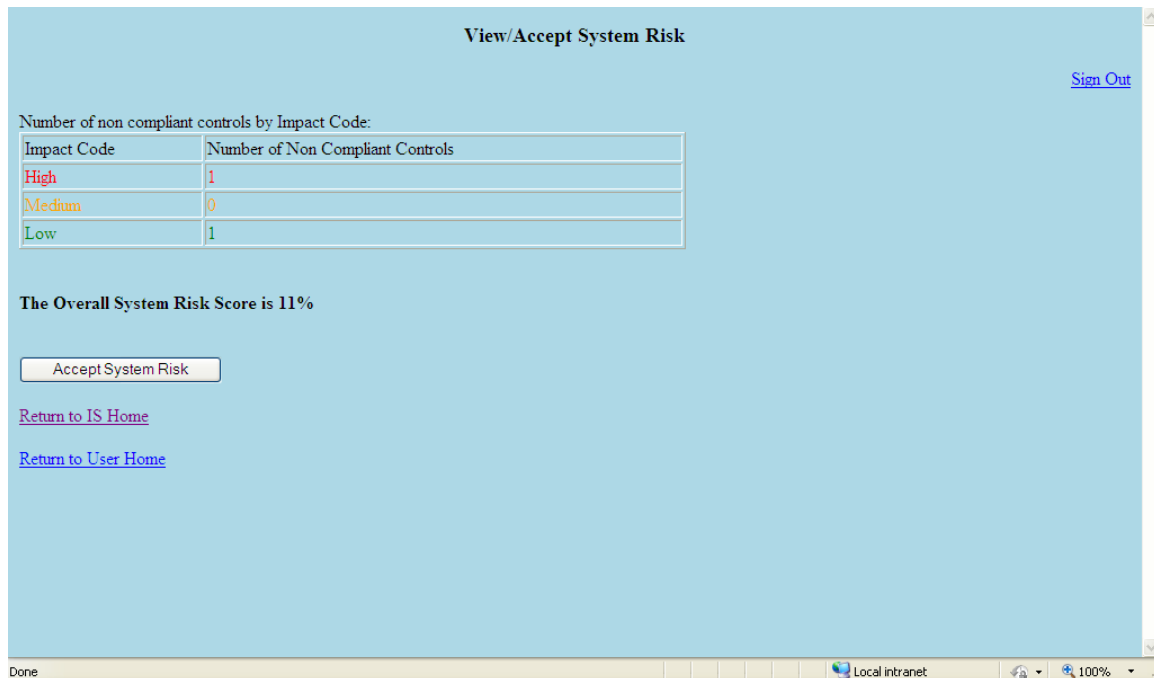 View/Accept System Risk
Sign Out
Number of non compliant controls by Impact Code:
Impact Code Number of Non Compliant Controls
High 1
Medium 0
Low 1
The Overall System Risk Score is 11%
Accept System Risk
Return to IS Home
Return to User Home
Done Local intranet 100%